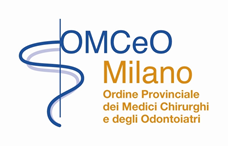 OMCeO
Milano
Ordine Provinciale
dei Medici Chirurghi
e degli Odontoiatri